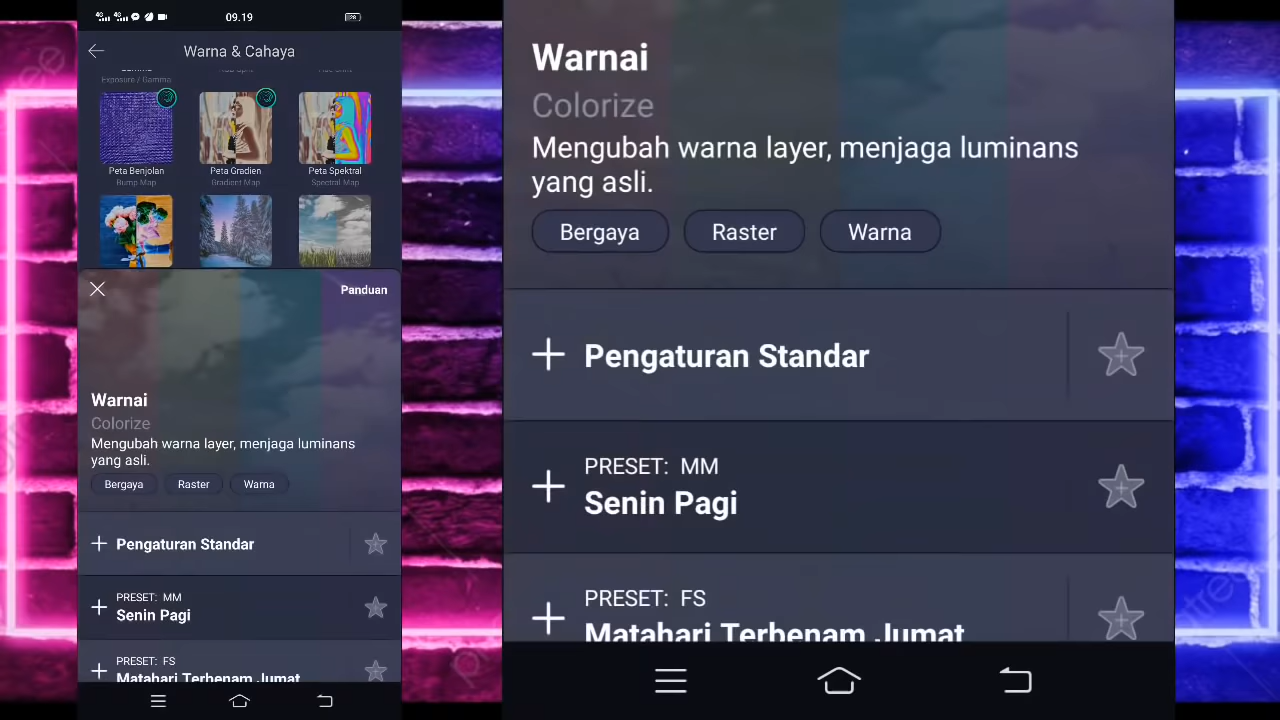 09.19
Warna & Cahaya
Exposure / Gamma
Peta Benjolan
Bump Map
Peta Gradien
Gradient Map
Peta Spektral
Spectral Map
Panduan
Warnai
Colorize
Mengubah warna layer, menjaga luminans
yang asli.
Bergaya
Raster
Warna
Pengaturan Standar
PRESET: MM
Senin Pagi
PRESET: FS
Matahari Terbenam Jumat
Warnai
Colorize
Mengubah warna layer, menjaga luminans
yang asli.
Bergaya
Raster
Warna
Pengaturan Standar
PRESET: MM
Senin Pagi
PRESET: FS
Matahari Terbenam Jumat